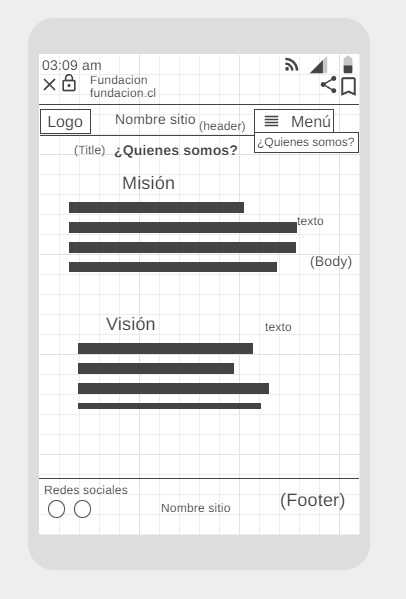 03:09 am
Fundacion
fundacion.cl
Logo
Nombre sitio
(header)
Menú
¿Quienes somos?
(Title) ¿Quienes somos?
Misión
texto
(Body)
Visión
texto
Redes sociales
Nombre sitio
(Footer)